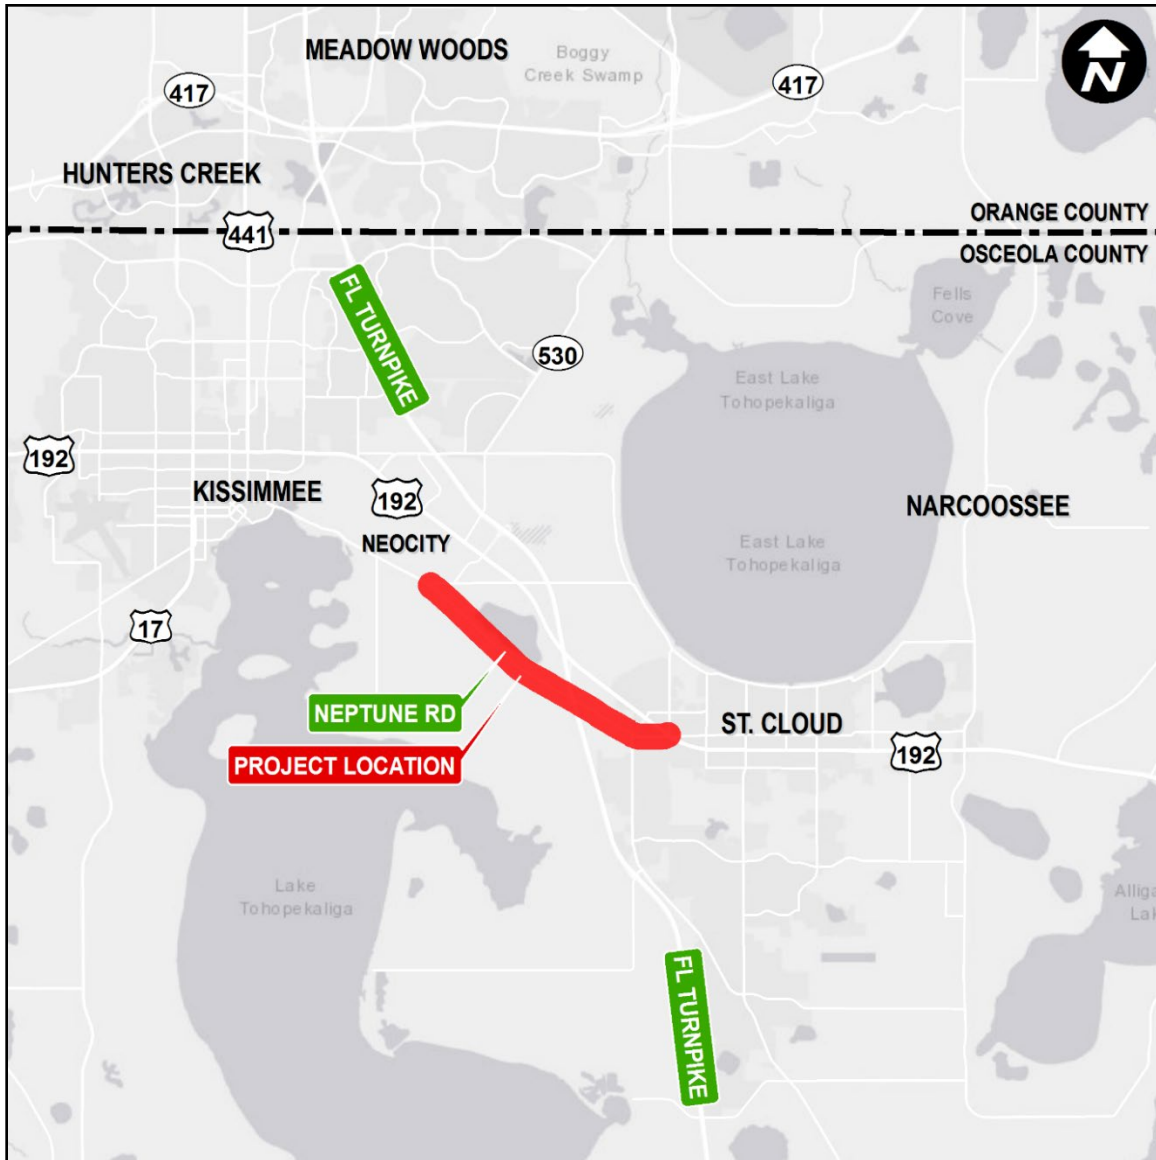 MEADOW WOODS
Boggy
Creek Swamp
N
417
417
HUNTERS CREEK
ORANGE COUNTY
441
OSCEOLA COUNTY
FL TURNPIKE
Fells
Cove
530
East Lake
Tohopekaliga
192
KISSIMMEE
192
NARCOOSSEE
NEOCITY
East Lake
Tohopekaliga
17
NEPTUNE RD
ST. CLOUD
PROJECT LOCATION
192
Lake
Tohopekaliga
Alliga
Lak
FL TURNPIKE